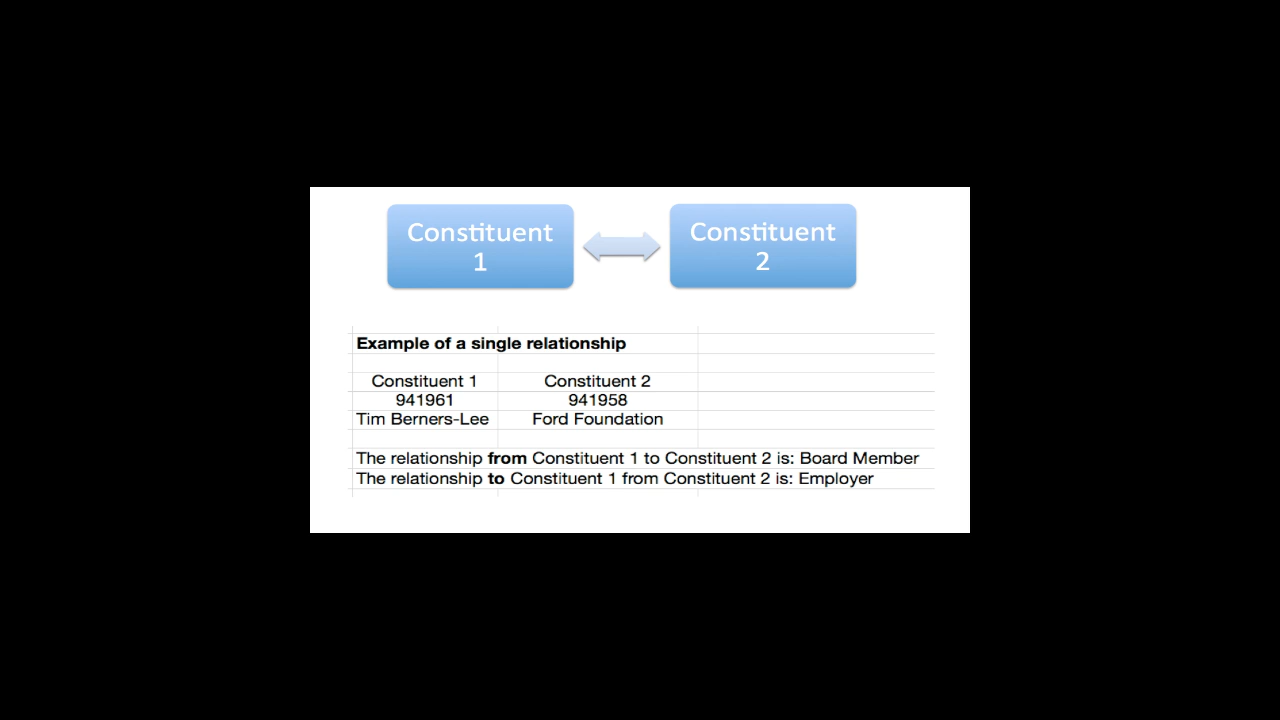 Constituent Constituent
1 2
Example of a single relationship
Constituent 1 Constituent 2
941961 941958
Tim Berners-Lee Ford Foundation
The relationship from Constituent 1 to Constituent 2 is: Board Member
The relationship to Constituent 1 from Constituent 2 is: Employer